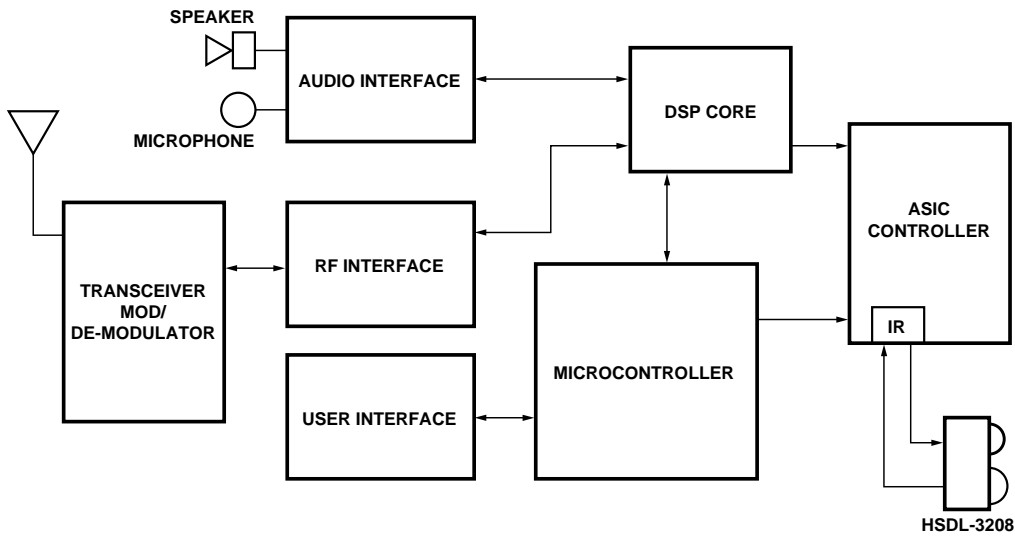 SPEAKER
AUDIO INTERFACE
MICROPHONE
DSP CORE
ASIC
CONTROLLER
RF INTERFACE
TRANSCEIVER
MOD/
DE-MODULATOR
IR
MICROCONTROLLER
USER INTERFACE
HSDL-3208